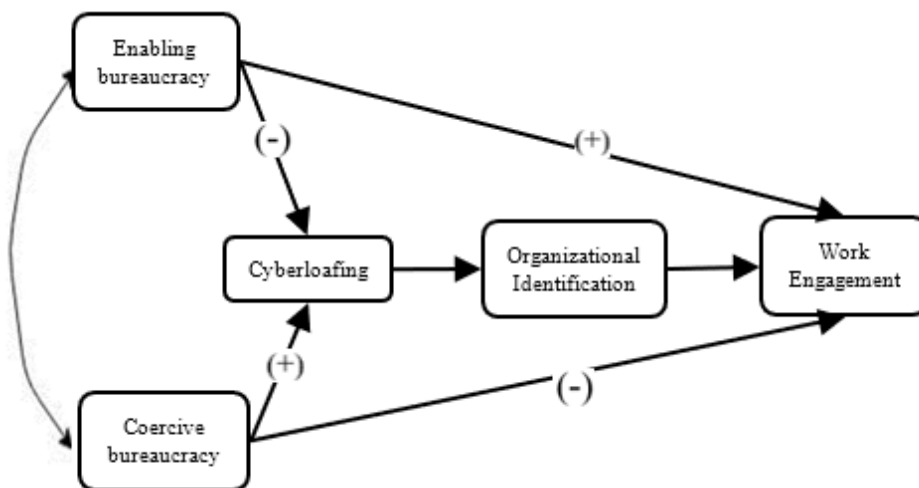 Enabling
bureaucracy
(-)
(+)
Cyberloafing
Organizational
Identification
Work
Engagement
(+)
(-)
Coercive
bureaucracy